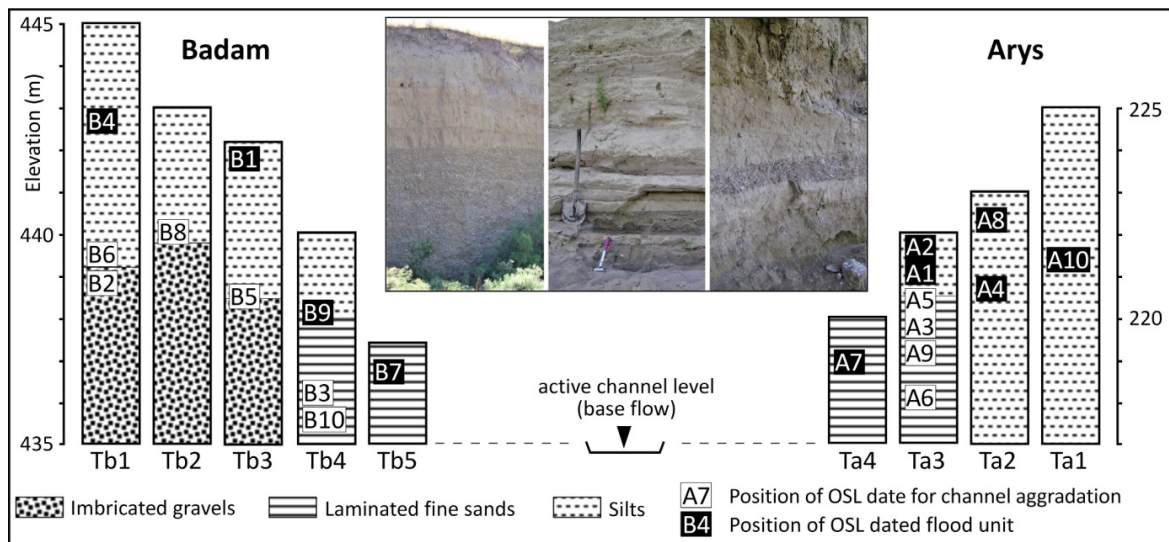 445
Badam
Arys
Elevation (m)
B4
B1
225
A2
A8
A1
A10
440
B8
B6
B2
B5
A5
A4
B9
A3
220
A7
A9
B7
B3
A6
B10
active channel level
(base flow)
435
Tb1 Tb2 Tb3 Tb4 Tb5
Ta4 Ta3 Ta2 Ta1
Imbricated gravels
Laminated fine sands
Silts
A7 Position of OSL date for channel aggradation
B4 Position of OSL dated flood unit